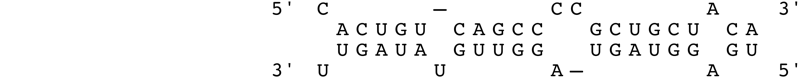 5' C — CC A 3'
ACUGU CAGCC GCUGCU CA
UGAUA GUUGG UGAUGG GU
3' U U A— A 5'